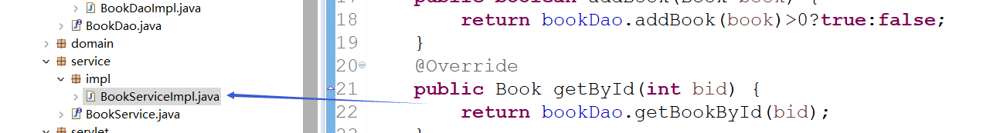 BookDaoImpl.java
BookDao.java
domain
service
impl
BookServiceImpl.java
BookService.java
servlet
17 public boolean addBook(Book book) {
18 return bookDao.addBook(book)>0?true:false;
19 }
20 @Override
21 public Book getById(int bid) {
22 return bookDao.getBookById(bid);
23 }